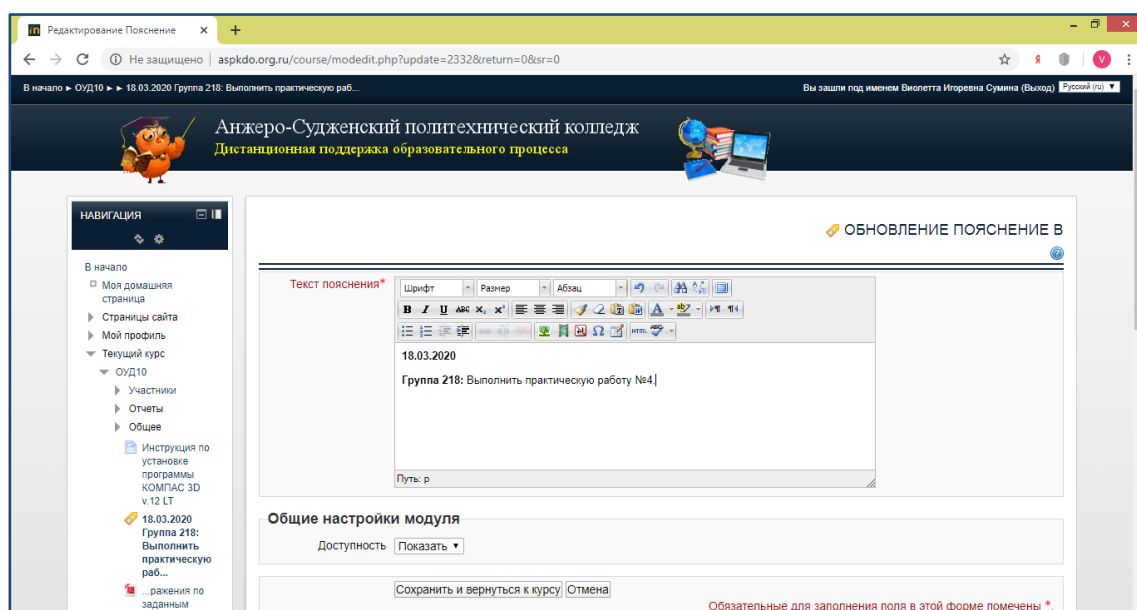 Редактирование Пояснение
Не защищено | aspkdo.org.ru/course/modedit.php?update=2332&return=0&sr=0
Я
V
В начало ► ОУД10 ► ► 18.03.2020 Группа 218: Выполнить практическую раб...
Вы зашли под именем Виолетта Игоревна Сумина (Выход) Русский (ru)
Анжеро-Судженский политехнический колледж
Дистанционная поддержка образовательного процесса
НАВИГАЦИЯ
В начало
Моя домашняя
страница
Страницы сайта
Мой профиль
Текущий курс
ОУД10
Участники
Отчеты
Общее
Инструкция по
установке
программы
КОМПАС 3D
v.12 LT
18.03.2020
Группа 218:
Выполнить
практическую
раб...
...ражения по
заданным
ОБНОВЛЕНИЕ ПОЯСНЕНИЕ В
Текст пояснения*
Шрифт
Размер
Абзац
B I U ABC X₂ X²
HTML
18.03.2020
Группа 218: Выполнить практическую работу №4.
Путь: p
Общие настройки модуля
Доступность Показать
Сохранить и вернуться к курсу Отмена
Обязательные для заполнения поля в этой форме помечены *.